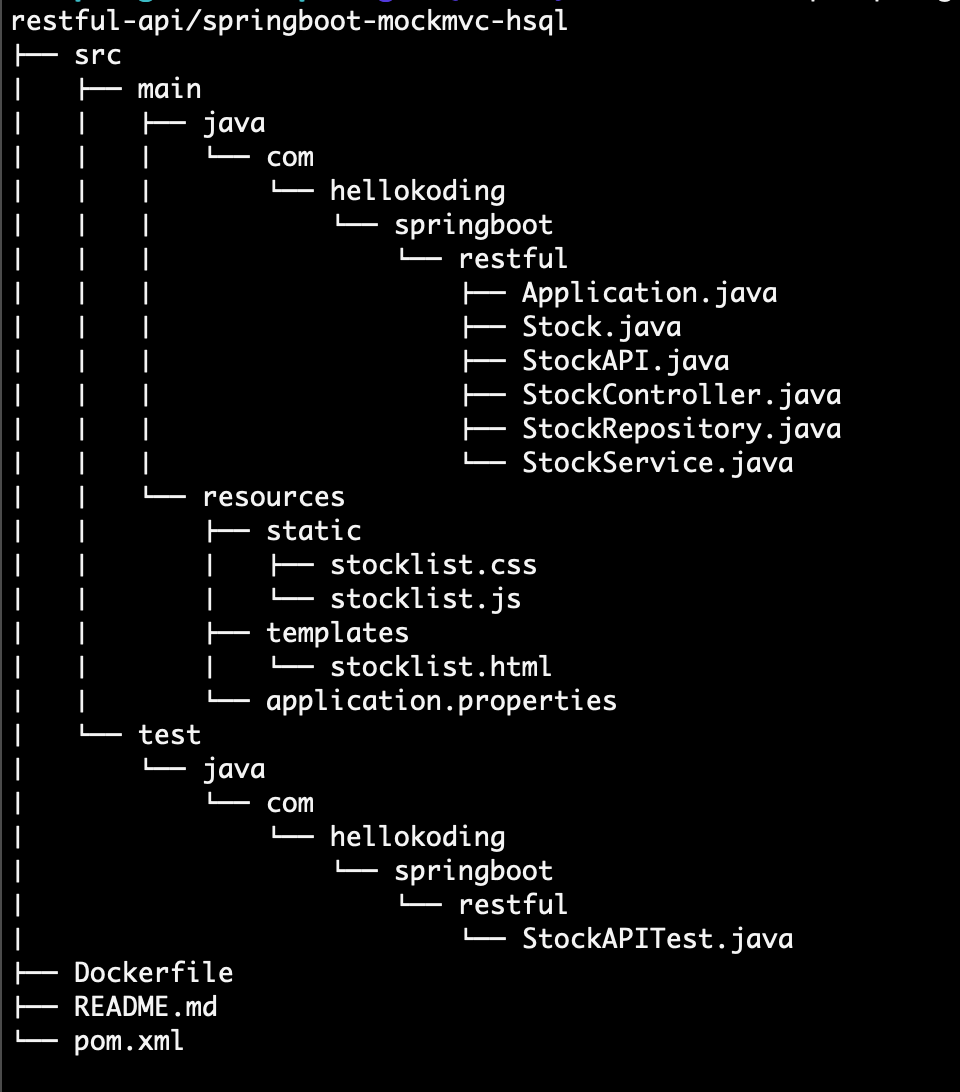 restful-api/springboot-mockmvc-hsql
├── src
│   ├── main
│   │   ├── java
│   │   │   └── com
│   │   │       └── hellokoding
│   │   │           └── springboot
│   │   │               └── restful
│   │   │                   ├── Application.java
│   │   │                   ├── Stock.java
│   │   │                   ├── StockAPI.java
│   │   │                   ├── StockController.java
│   │   │                   ├── StockRepository.java
│   │   │                   └── StockService.java
│   │   └── resources
│   │       ├── static
│   │       │   ├── stocklist.css
│   │       │   └── stocklist.js
│   │       ├── templates
│   │       │   └── stocklist.html
│   │       └── application.properties
│   └── test
│       └── java
│           └── com
│               └── hellokoding
│                   └── springboot
│                       └── restful
│                           └── StockAPITest.java
├── Dockerfile
├── README.md
└── pom.xml